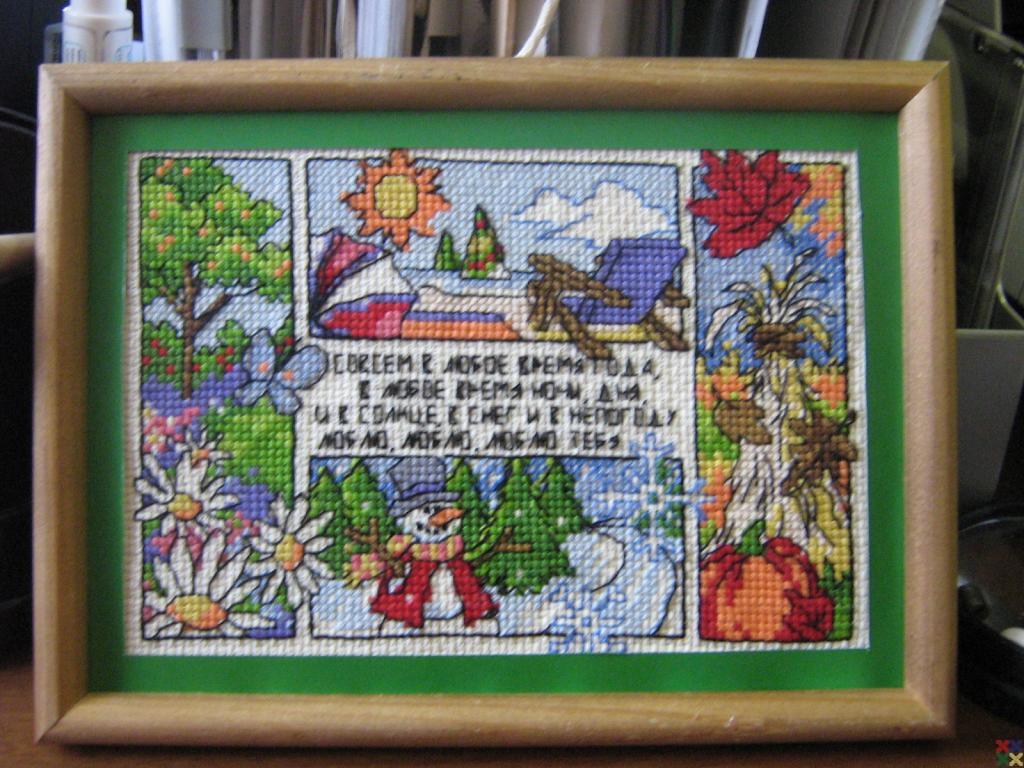 СОВСЕМ В ЛЮБОЕ ВРЕМЯ ГОДА,
В ЛЮБОЕ ВРЕМЯ НОЧИ, ДНЯ,
И В СОЛНЦЕ, В СНЕГ И В НЕПОГОДУ
ЛЮБЛЮ, ЛЮБЛЮ, ЛЮБЛЮ ТЕБЯ